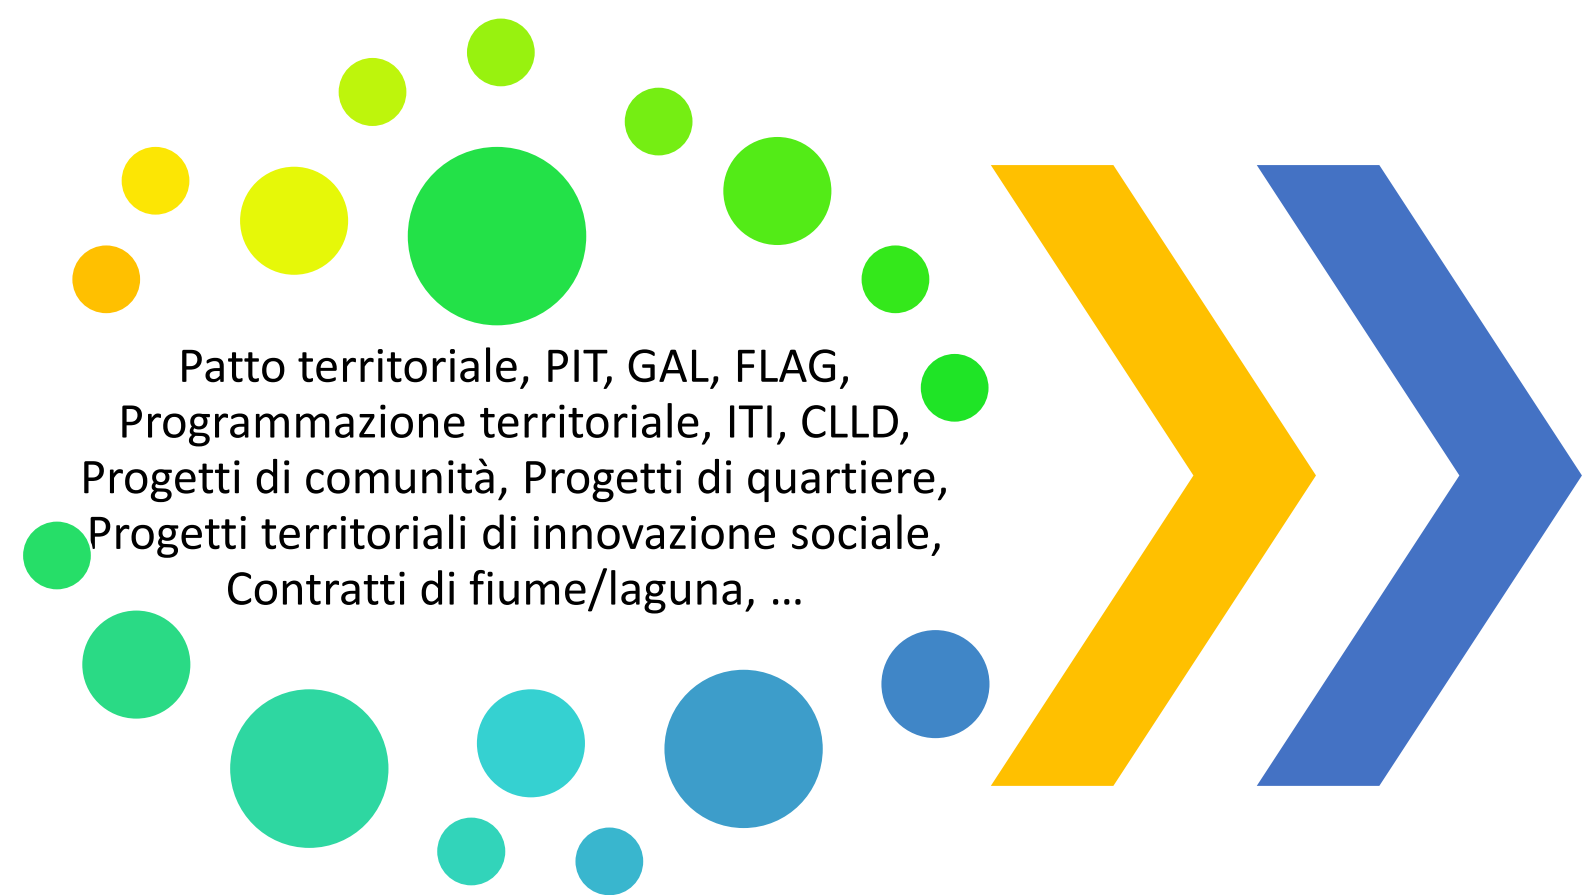 Patto territoriale, PIT, GAL, FLAG,
Programmazione territoriale, ITI, CLLD,
Progetti di comunità, Progetti di quartiere,
Progetti territoriali di innovazione sociale,
Contratti di fiume/laguna, …